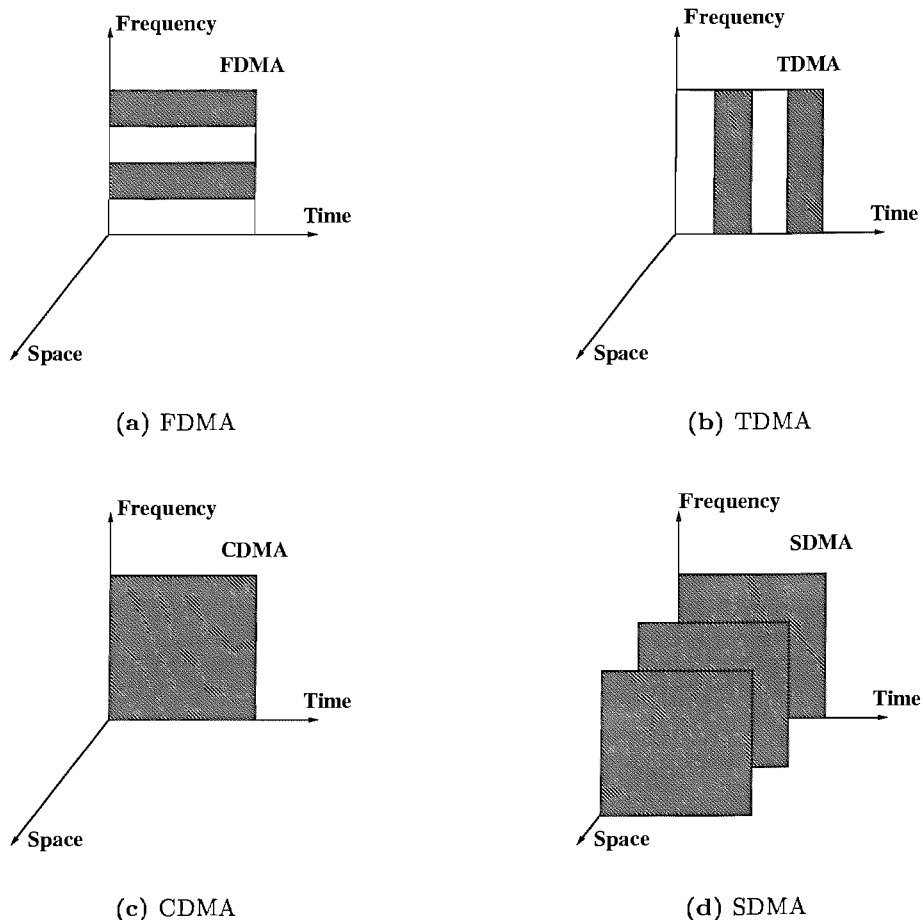 Frequency
FDMA
Time
Space
(a) FDMA
Frequency
TDMA
Time
Space
(b) TDMA
Frequency
CDMA
Time
Space
(c) CDMA
Frequency
SDMA
Time
Space
(d) SDMA